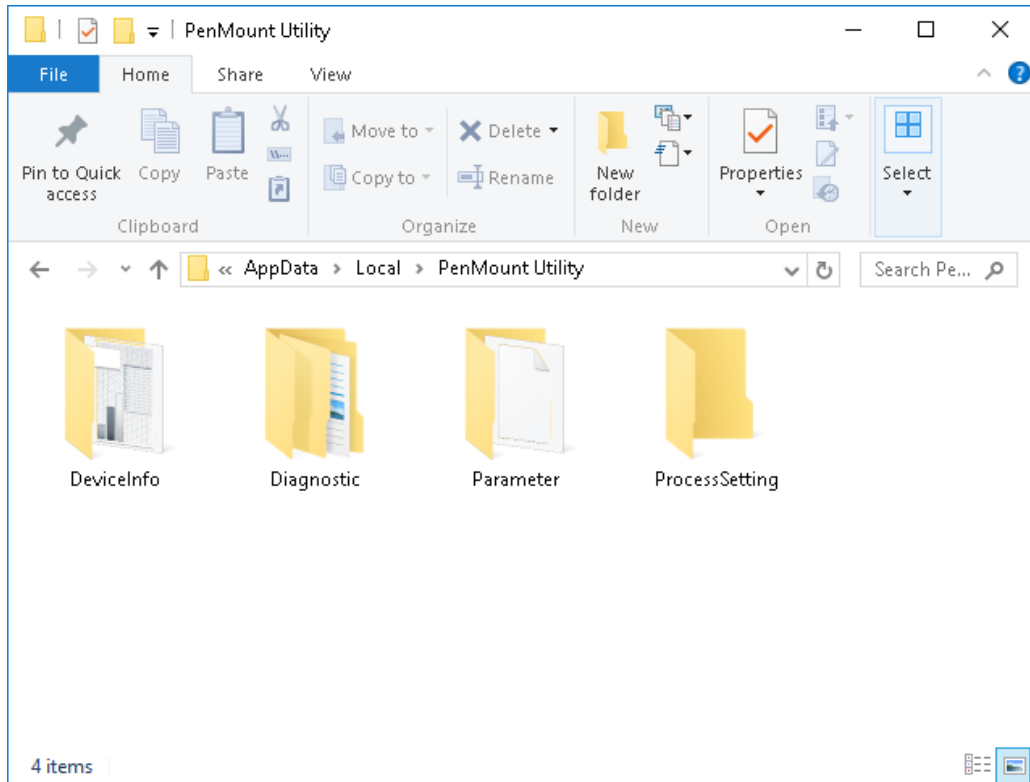 PenMount Utility
File Home Share View
Pin to Quick access
Copy
Paste
Clipboard
Move to
Copy to
Delete
Rename
Organize
New folder
New
Properties
Open
Select
« AppData > Local > PenMount Utility
Search Pe...
DeviceInfo
Diagnostic
Parameter
ProcessSetting
4 items